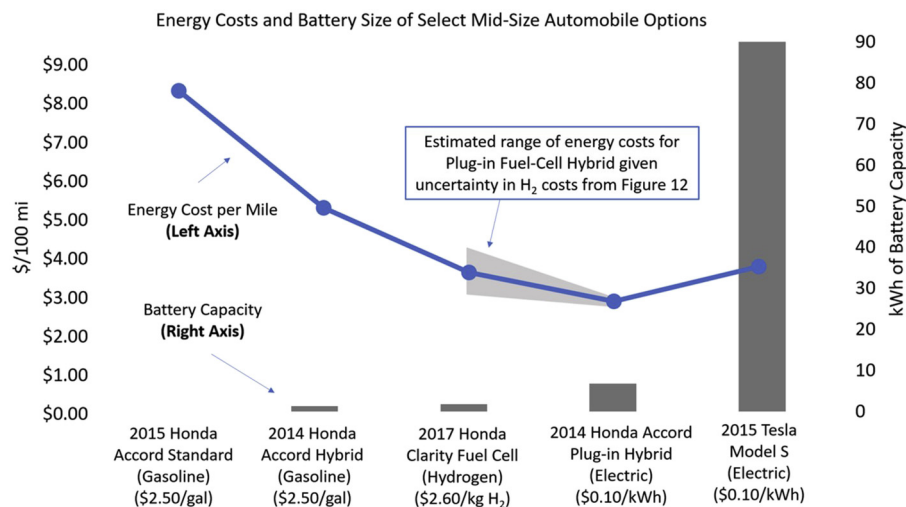 Energy Costs and Battery Size of Select Mid-Size Automobile Options
$9.00
$8.00
$7.00
$6.00
$5.00
$4.00
$3.00
$2.00
$1.00
$0.00
$/100 mi
90
80
70
60
50
40
30
20
10
0
kWh of Battery Capacity
Estimated range of energy costs for
Plug-in Fuel-Cell Hybrid given
uncertainty in H₂ costs from Figure 12
Energy Cost per Mile
(Left Axis)
Battery Capacity
(Right Axis)
2015 Honda
Accord Standard
(Gasoline)
($2.50/gal)
2014 Honda
Accord Hybrid
(Gasoline)
($2.50/gal)
2017 Honda
Clarity Fuel Cell
(Hydrogen)
($2.60/kg H₂)
2014 Honda Accord
Plug-in Hybrid
(Electric)
($0.10/kWh)
2015 Tesla
Model S
(Electric)
($0.10/kWh)